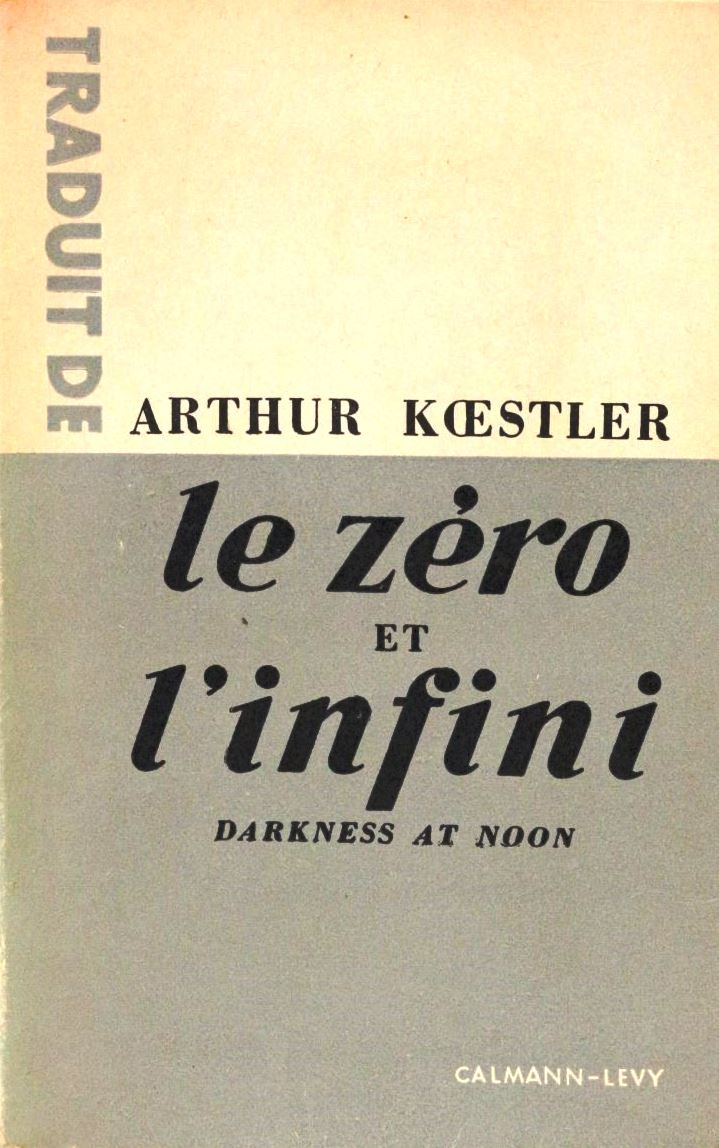 TRADUIT DE
ARTHUR KŒSTLER
le zéro
ET
l'infini
DARKNESS AT NOON
CALMANN-LEVY